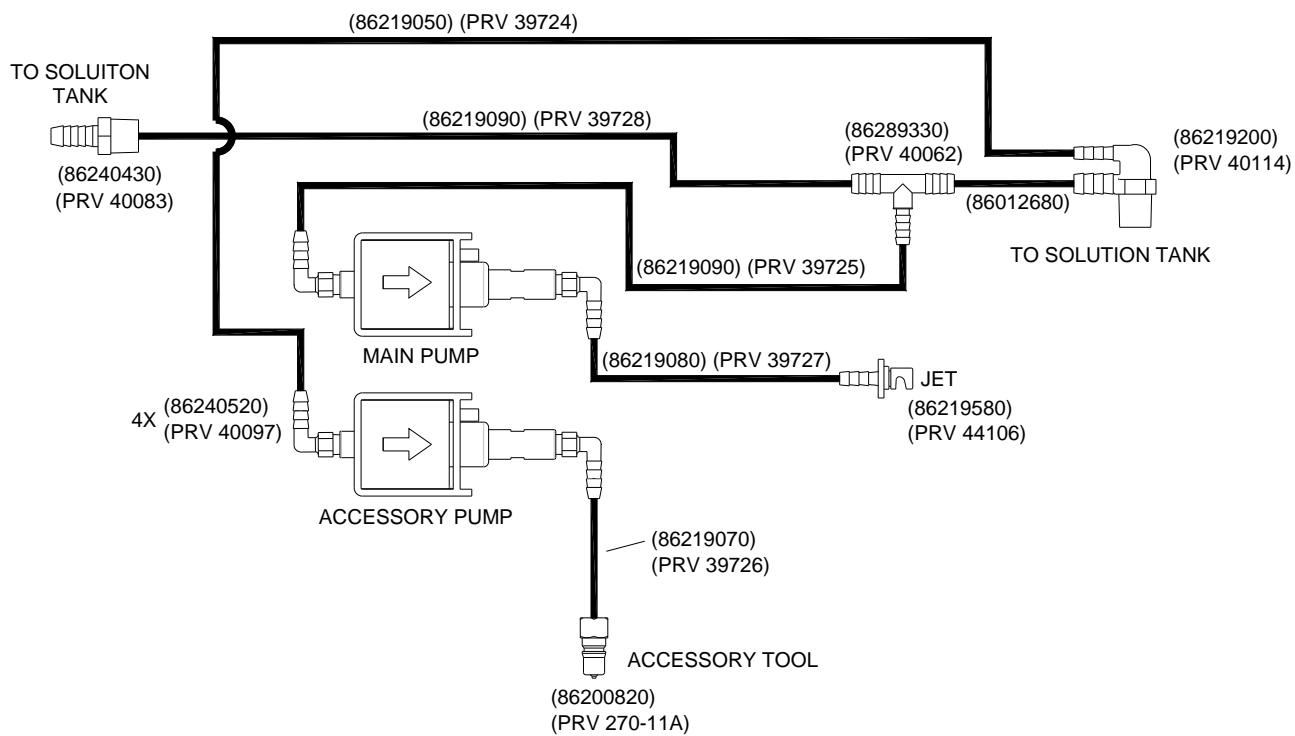 (86219050) (PRV 39724)
TO SOLUITON
TANK
(86219090) (PRV 39728)
(86289330)
(PRV 40062)
(86219200)
(PRV 40114)
(86240430)
(PRV 40083)
(86012680)
TO SOLUTION TANK
(86219090) (PRV 39725)
MAIN PUMP
(86219080) (PRV 39727)
JET
(86219580)
(PRV 44106)
4X (86240520)
(PRV 40097)
ACCESSORY PUMP
(86219070)
(PRV 39726)
ACCESSORY TOOL
(86200820)
(PRV 270-11A)